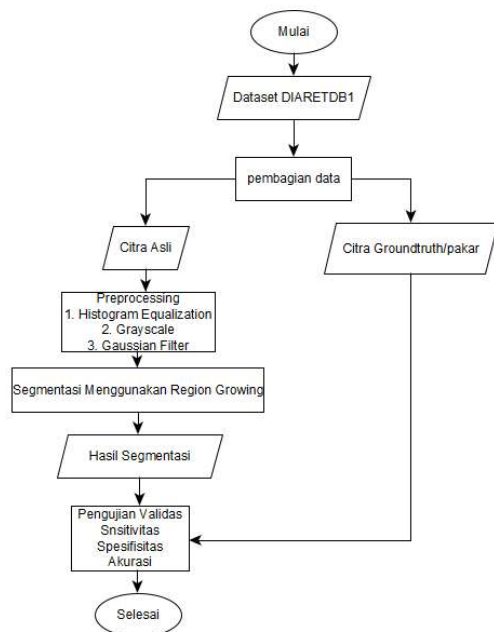 Mulai
Dataset DIARETDB1
pembagian data
Citra Asli
Citra Groundtruth/pakar
Preprocessing
1. Histogram Equalization
2. Grayscale
3. Gaussian Filter
Segmentasi Menggunakan Region Growing
Hasil Segmentasi
Pengujian Validas
Snsitivitas
Spesifisitas
Akurasi
Selesai